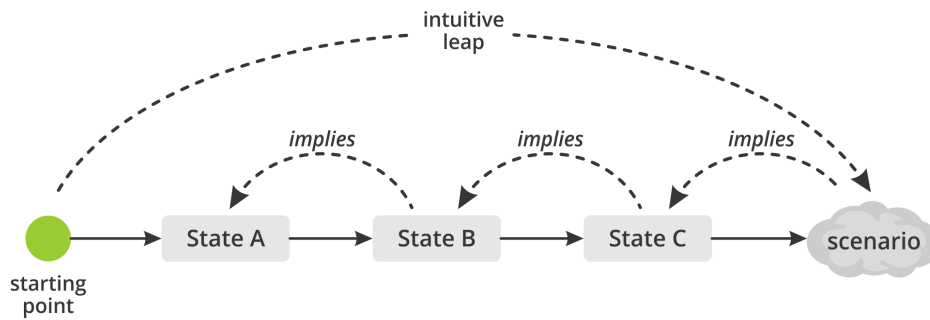 intuitive
leap
implies
implies
implies
State A
State B
State C
scenario
starting
point